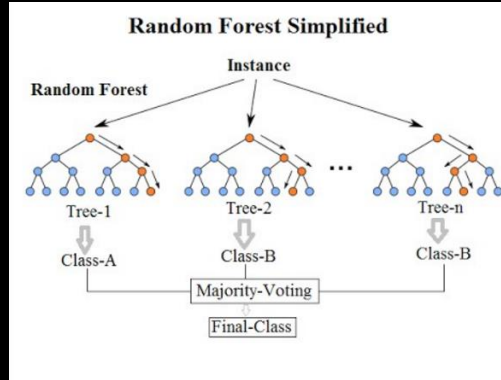 Random Forest Simplified
Instance
Random Forest
...
Tree-1
Tree-2
Tree-n
Class-A
Class-B
Class-B
Majority-Voting
Final-Class